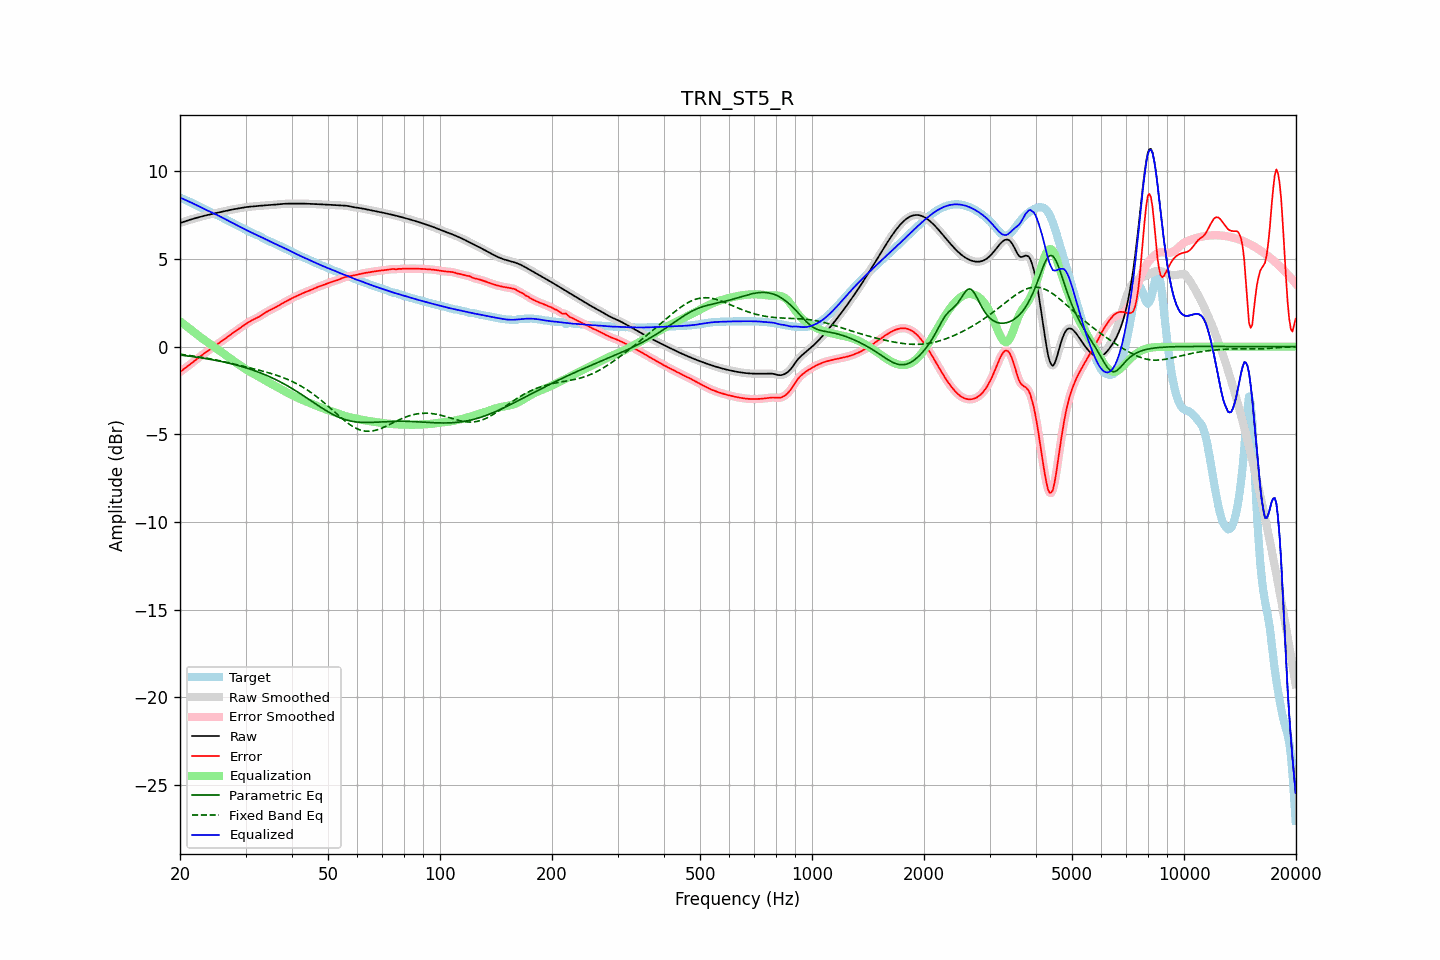 TRN_ST5_R
Amplitude (dBr)
10
5
0
−5
−10
−15
−20
−25
Target
Raw Smoothed
Error Smoothed
Raw
Error
Equalization
Parametric Eq
Fixed Band Eq
Equalized
20 50 100 200 500 1000 2000 5000 10000 20000
Frequency (Hz)